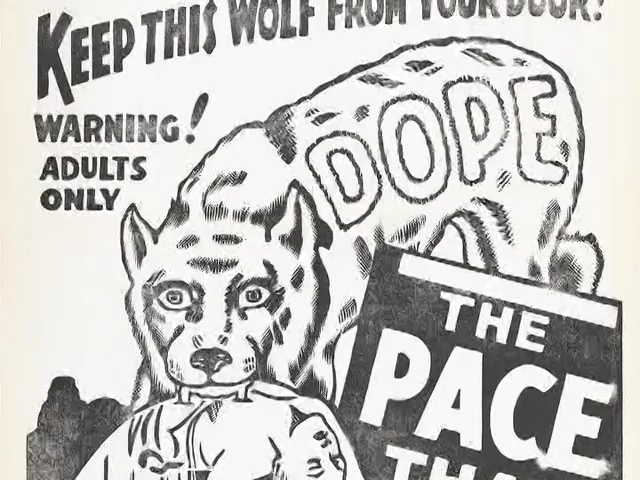 KEEP THIS WOLF FROM YOUR DOOR!
WARNING!
ADULTS
ONLY
DOPE
THE
PACE